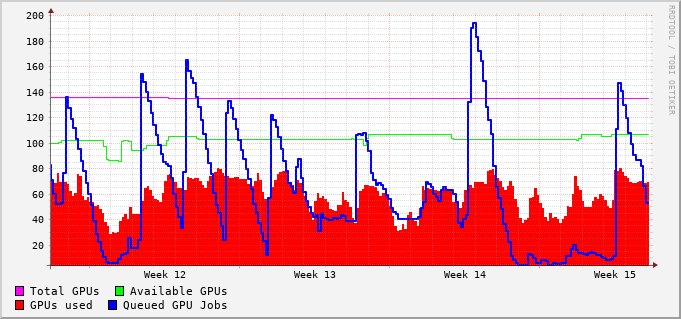 200
180
160
140
120
100
80
60
40
20
Week 12 Week 13 Week 14 Week 15
Total GPUs Available GPUs
GPUs used Queued GPU Jobs
RRDTOOL / TOBI OETIKER